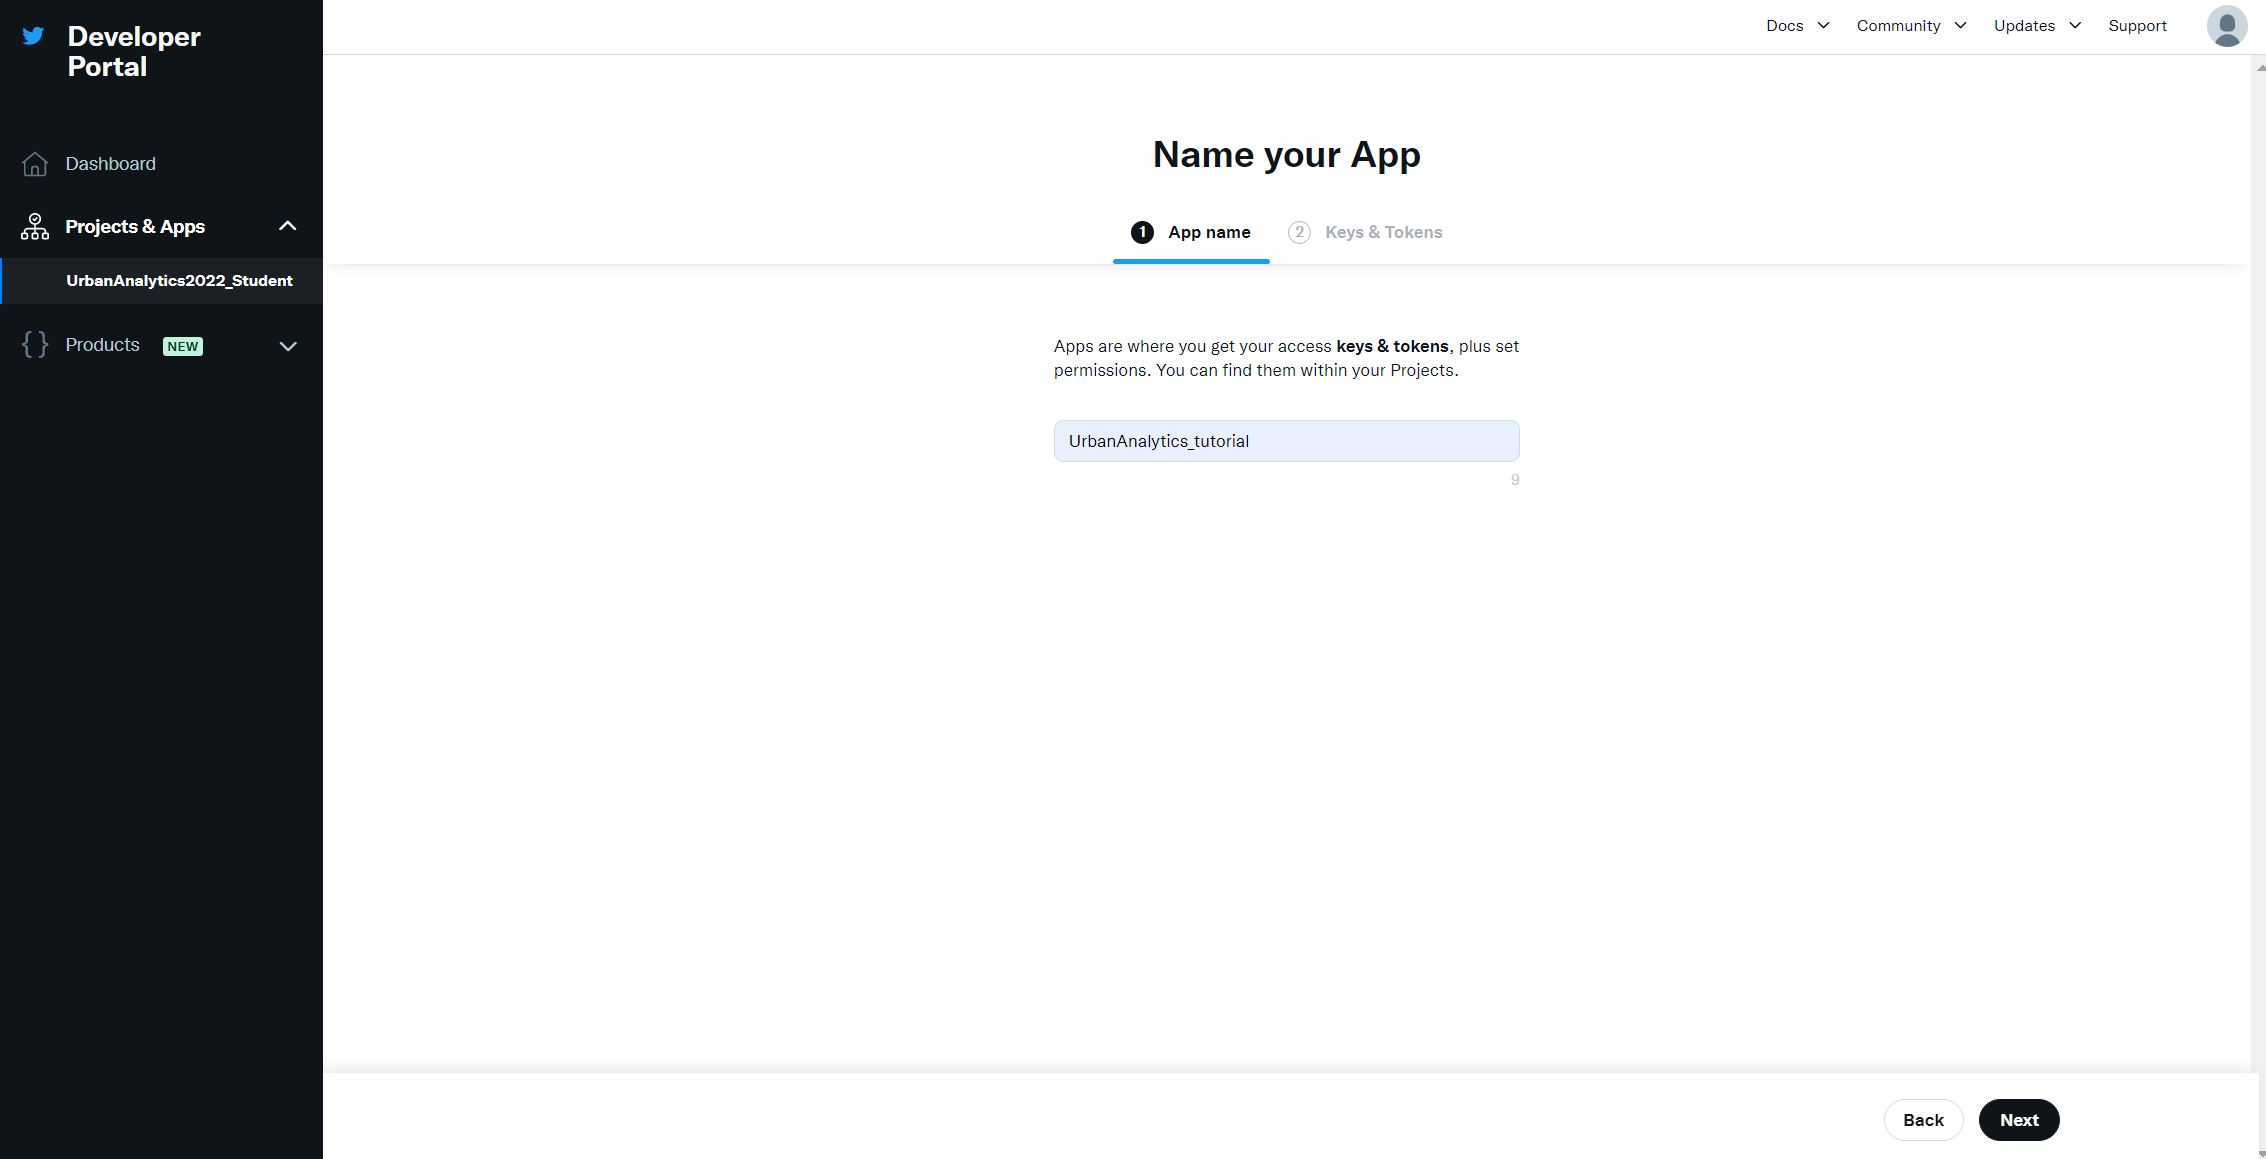 Developer
Portal
Dashboard
Projects & Apps
UrbanAnalytics2022_Student
{ } Products NEW
Docs Community Updates Support
Name your App
1 App name 2 Keys & Tokens
Apps are where you get your access keys & tokens, plus set
permissions. You can find them within your Projects.
UrbanAnalytics_tutorial
9
Back Next